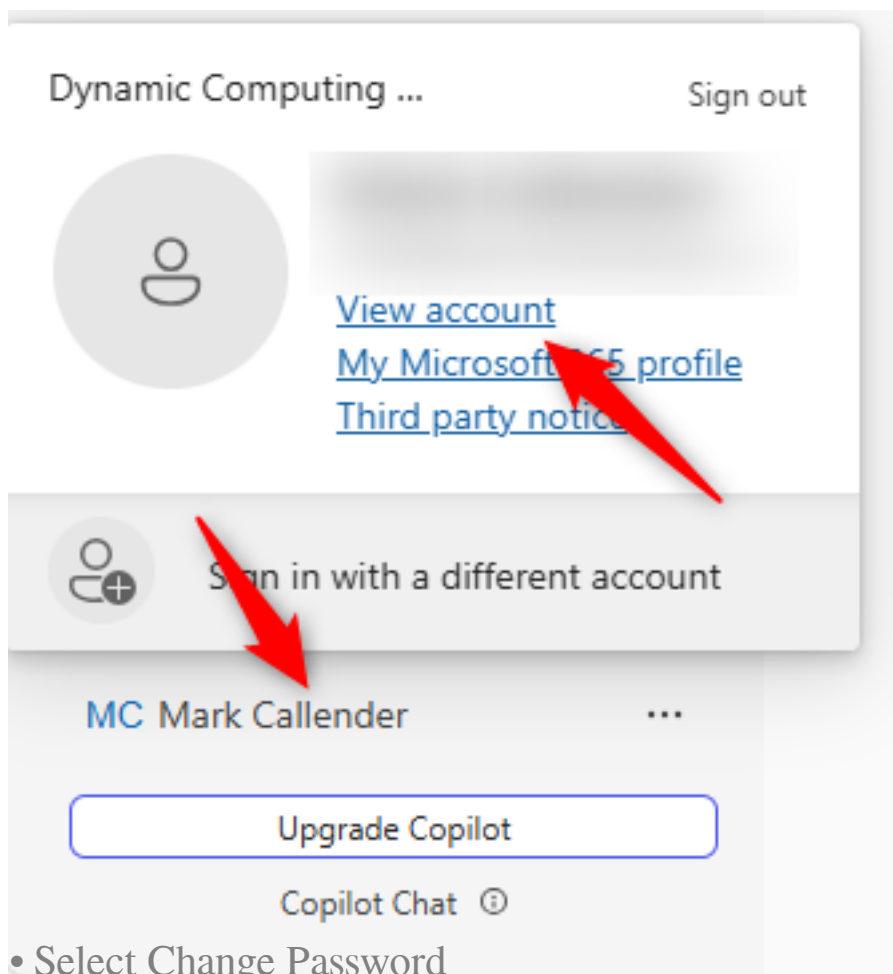 Dynamic Computing ...
Sign out
View account
My Microsoft 365 profile
Third party notice
Sign in with a different account
MC Mark Callender
...
Upgrade Copilot
Copilot Chat
• Select Change Password